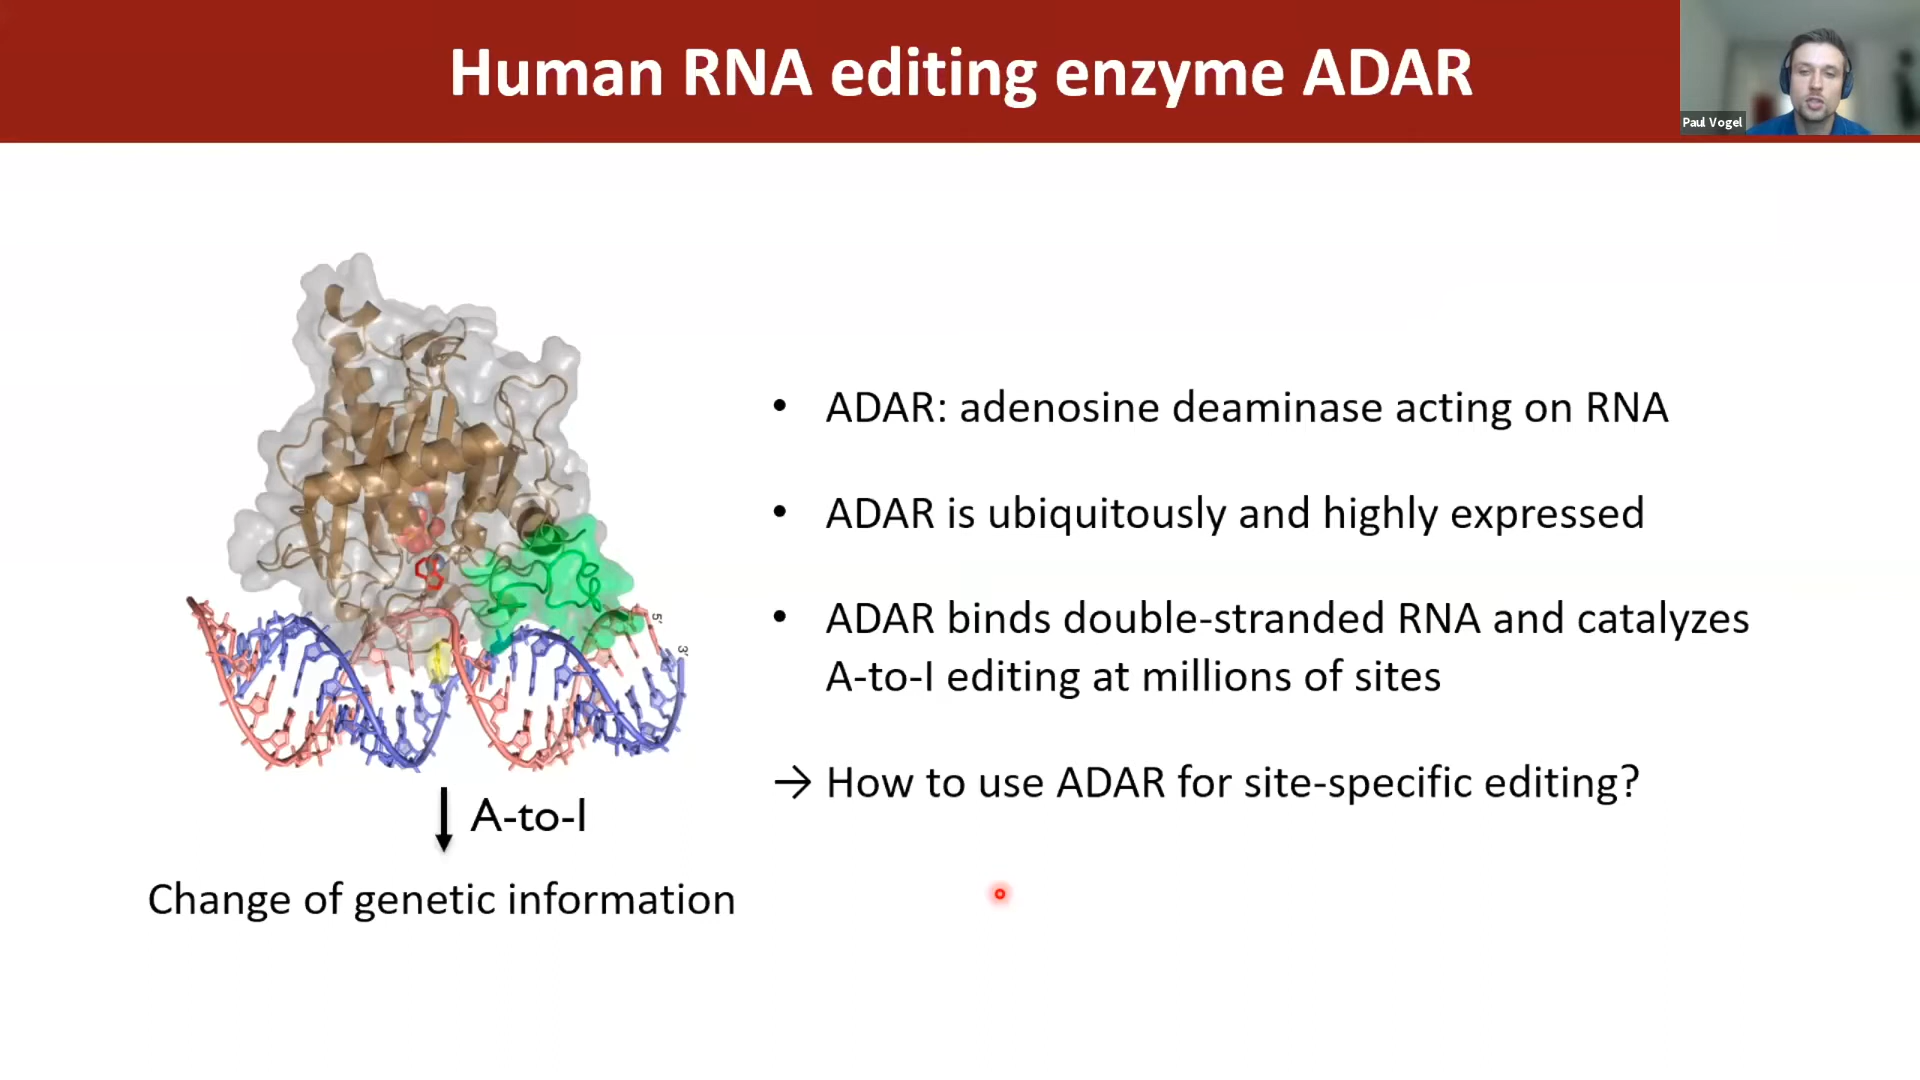 Human RNA editing enzyme ADAR
Paul Vogel
• ADAR: adenosine deaminase acting on RNA
• ADAR is ubiquitously and highly expressed
• ADAR binds double-stranded RNA and catalyzes
A-to-I editing at millions of sites
→ How to use ADAR for site-specific editing?
5'
3'
A-to-I
Change of genetic information